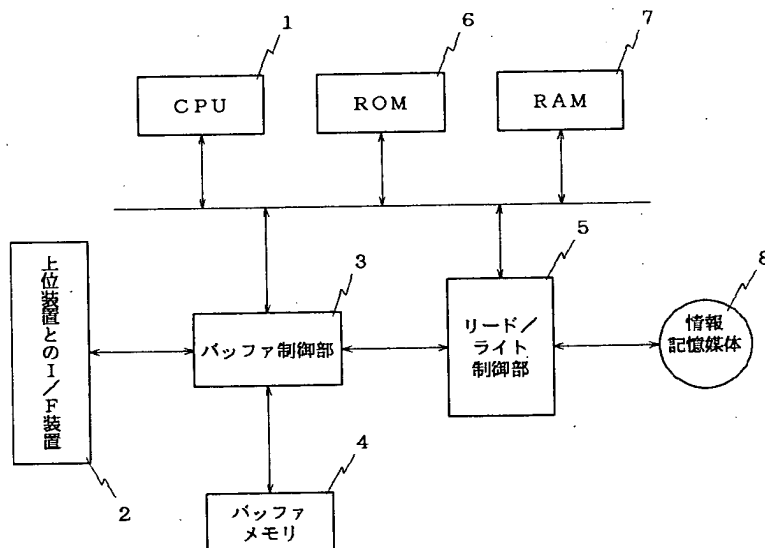 1
6
7
CPU
ROM
RAM
上位装置とのI/F装置
3
5
8
バッファ制御部
リード/
ライト
制御部
情報
記憶媒体
2
4
バッファ
メモリ